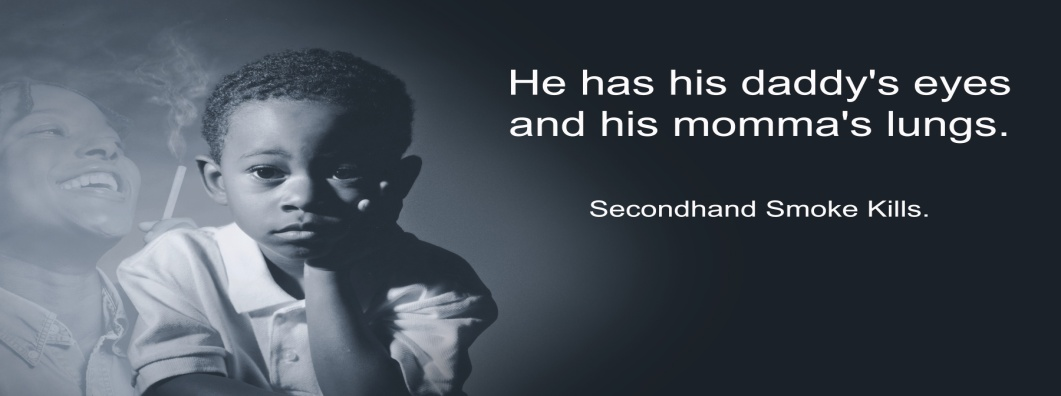 He has his daddy's eyes
and his momma's lungs.
Secondhand Smoke Kills.